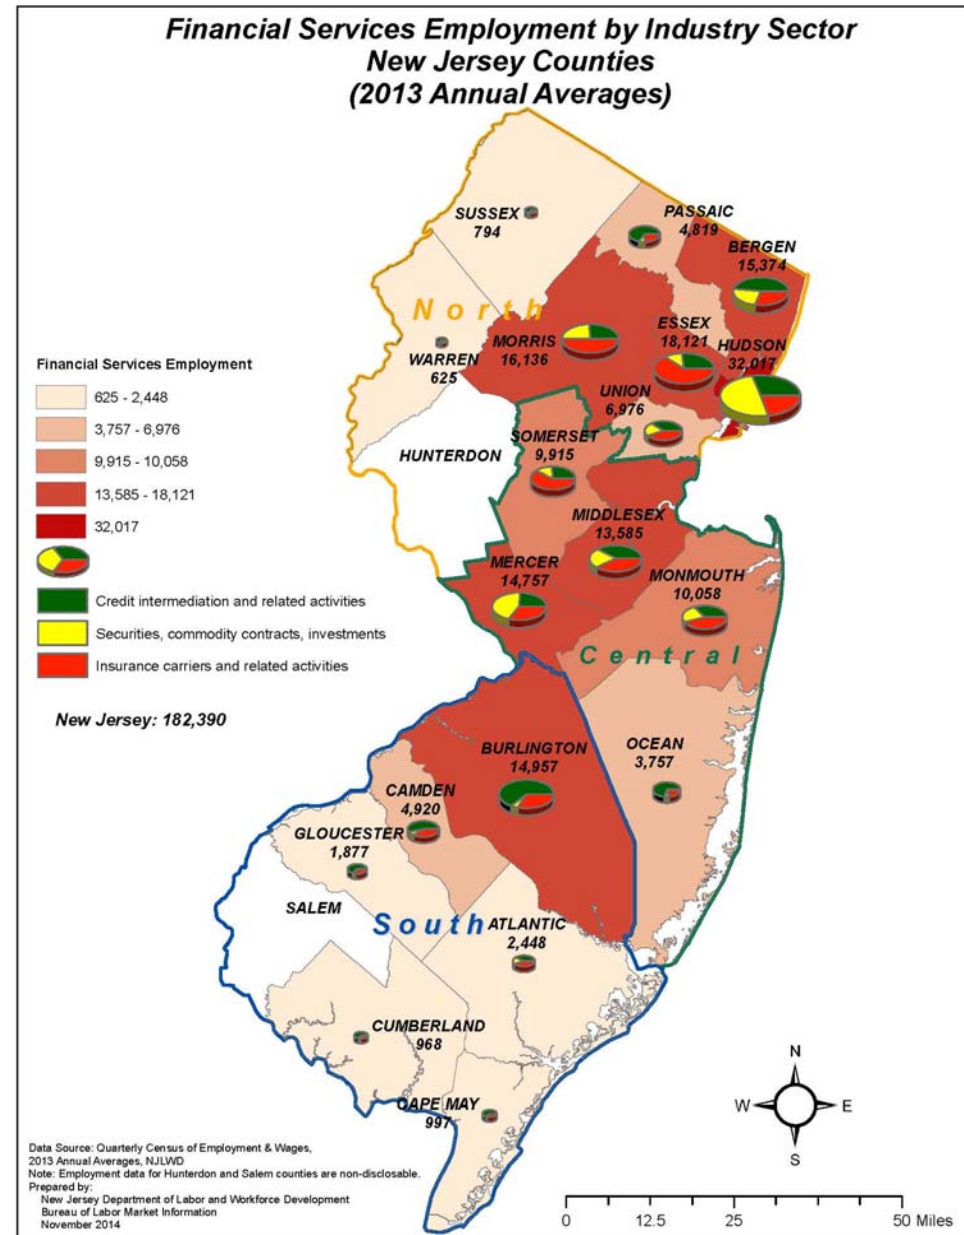 Financial Services Employment by Industry Sector
New Jersey Counties
(2013 Annual Averages)
SUSSEX
794
PASSAIC
4,819
BERGEN
15,374
North
MORRIS
16,136
ESSEX
18,121
HUDSON
32,017
WARREN
625
UNION
6,976
Financial Services Employment
625 - 2,448
3,757 - 6,976
9,915 - 10,058
13,585 - 18,121
32,017
Credit intermediation and related activities
Securities, commodity contracts, investments
Insurance carriers and related activities
New Jersey: 182,390
HUNTERDON
SOMERSET
9,915
MIDDLESEX
13,585
MERCER
14,757
MONMOUTH
10,058
Central
BURLINGTON
14,957
OCEAN
3,757
CAMDEN
4,920
GLOUCESTER
1,877
SALEM
South
ATLANTIC
2,448
CUMBERLAND
968
CAPE MAY
997
N
W
E
S
Data Source: Quarterly Census of Employment & Wages,
2013 Annual Averages, NJLWD
Note: Employment data for Hunterdon and Salem counties are non-disclosable.
Prepared by:
New Jersey Department of Labor and Workforce Development
Bureau of Labor Market Information
November 2014
0 12.5 25 50 Miles